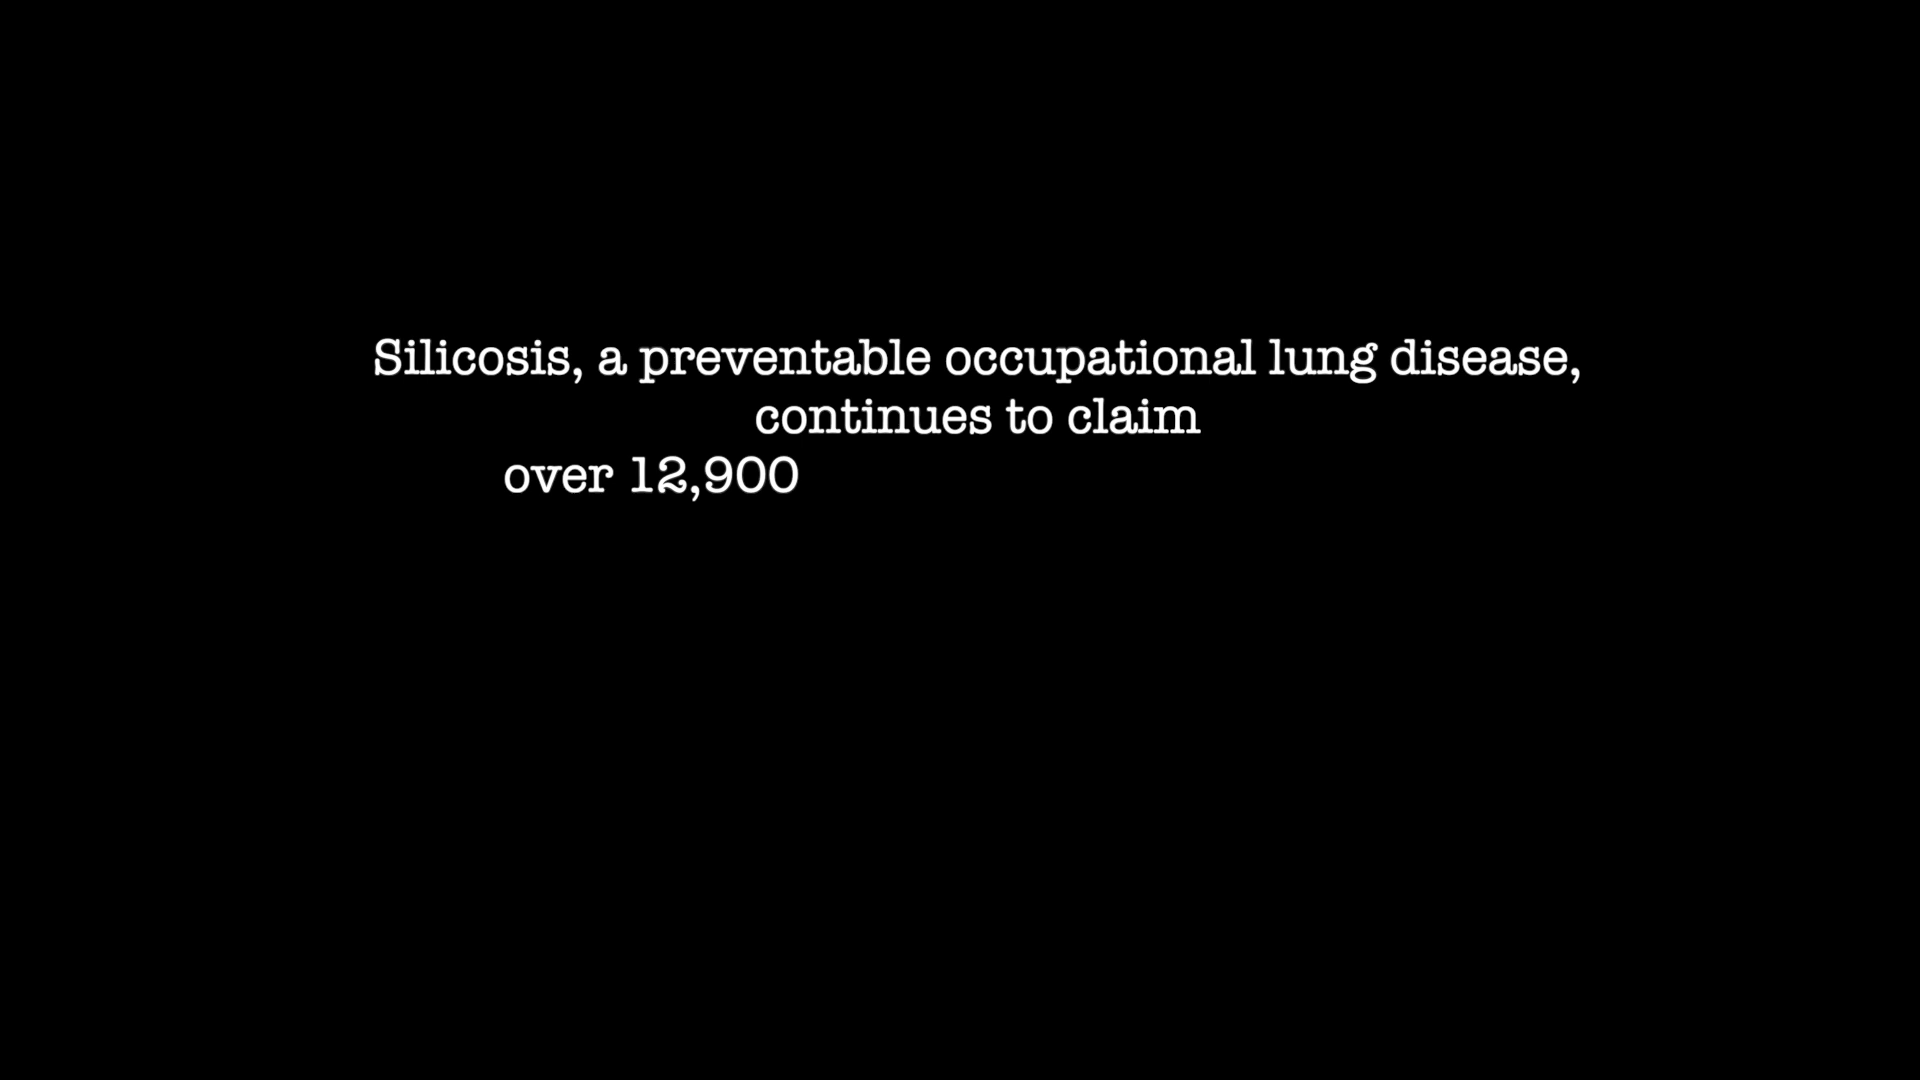 Silicosis, a preventable occupational lung disease,
continues to claim
over 12,900